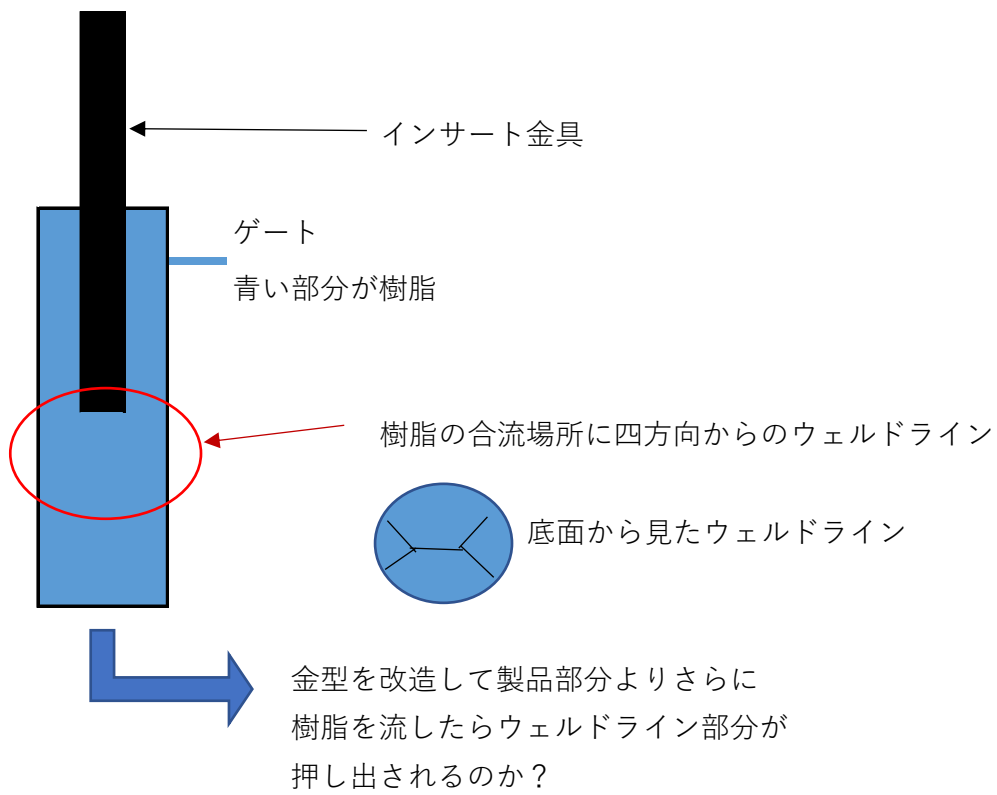 インサート金具
ゲート
青い部分が樹脂
樹脂の合流場所に四方向からのウェルドライン
底面から見たウェルドライン
金型を改造して製品部分よりさらに
樹脂を流したらウェルドライン部分が
押し出されるのか？